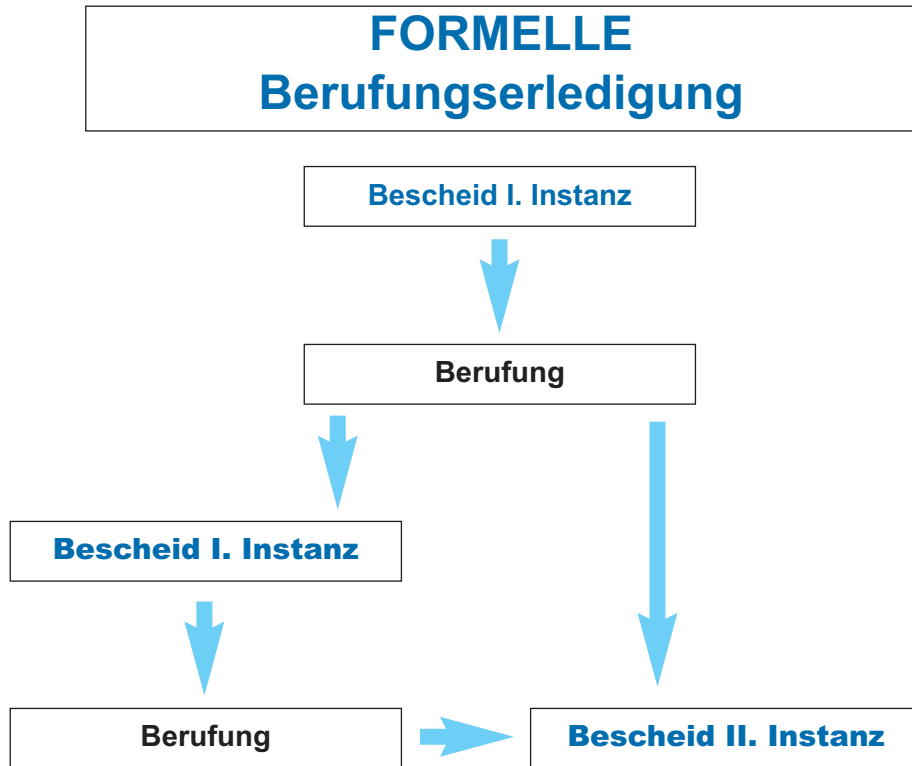 FORMELLE
Berufungserledigung
Bescheid I. Instanz
Berufung
Bescheid I. Instanz
Berufung
Bescheid II. Instanz